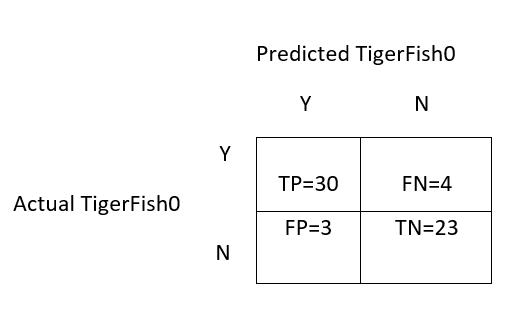 Predicted TigerFish0
Y N
Y
TP=30 FN=4
Actual TigerFish0
FP=3 TN=23
N